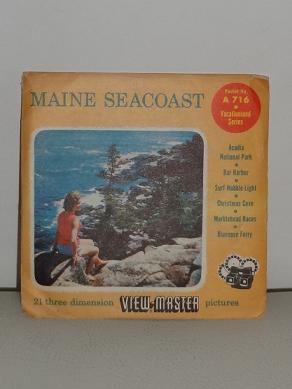 Packet No.
A 716
Vacationland
Series
MAINE SEACOAST
Acadia
National Park
Bar Harbor
Surf Nubble Light
Christmas Cove
Marblehead Races
Bluenose Ferry
21 three dimension VIEW-MASTER pictures